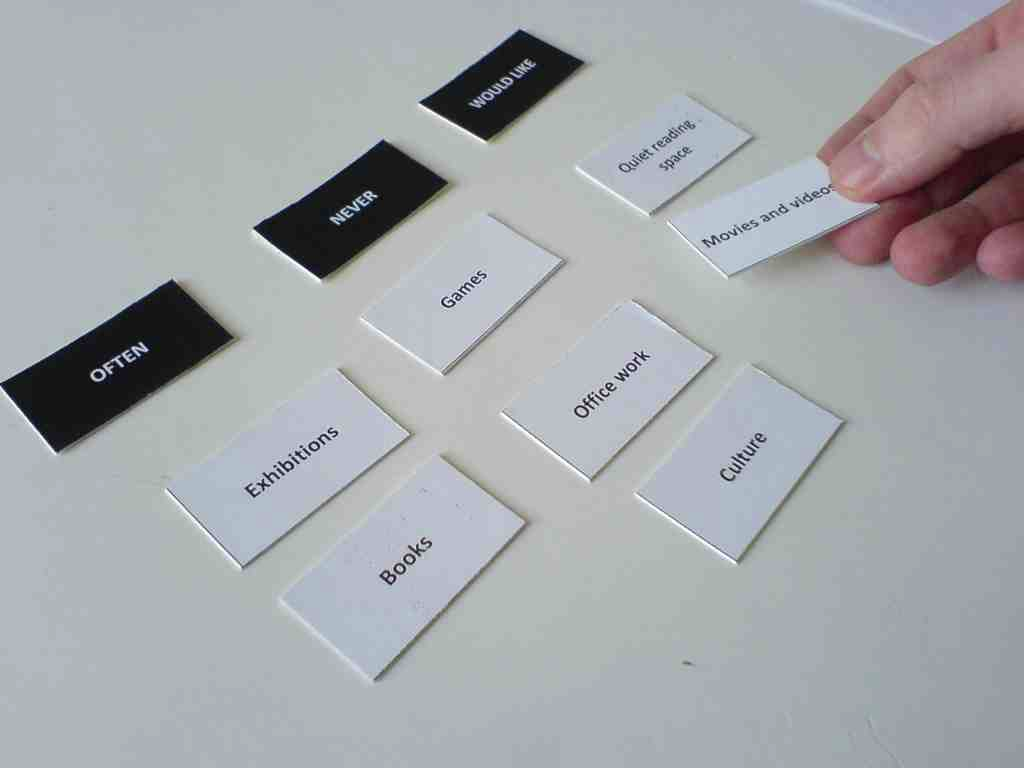 WOULD LIKE
Quiet reading
space
Movies and videos
NEVER
Games
Office work
Culture
OFTEN
Exhibitions
Books